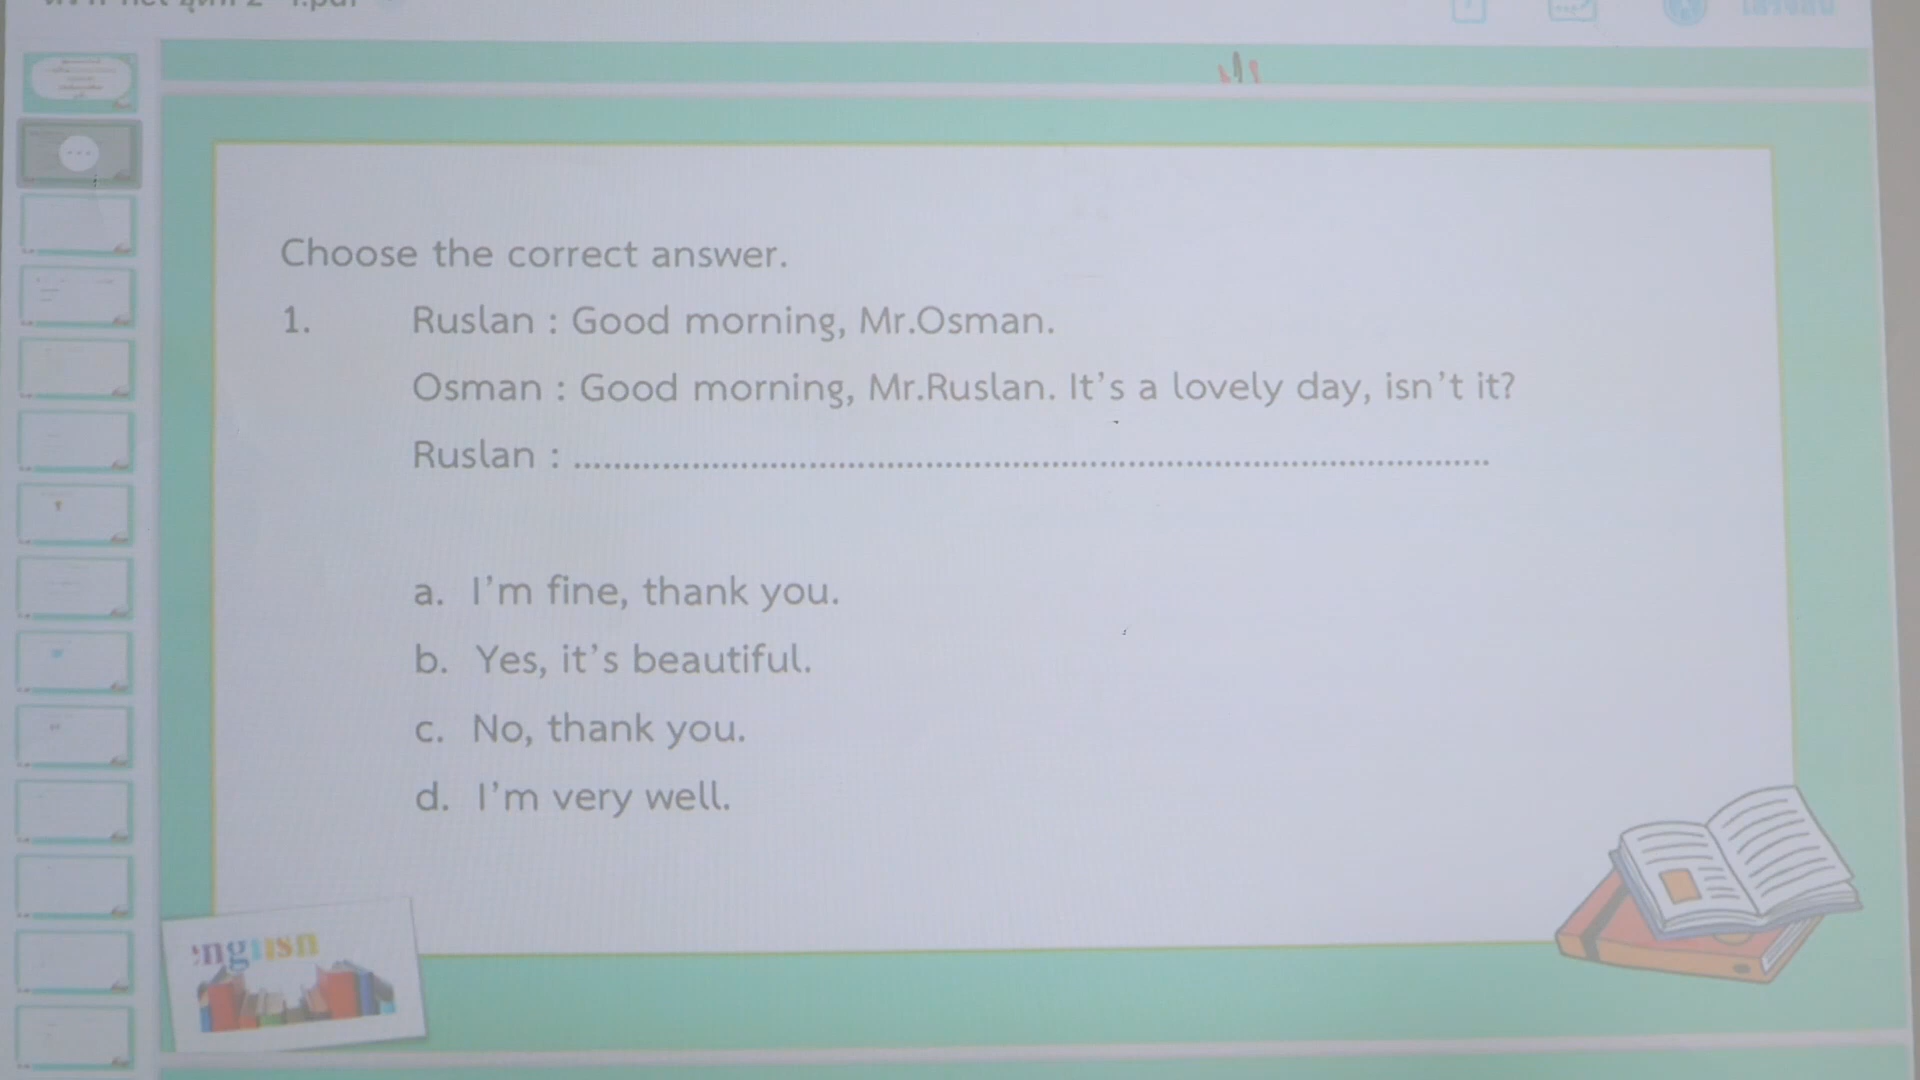 Choose the correct answer.
1. Ruslan : Good morning, Mr.Osman.
Osman : Good morning, Mr.Ruslan. It's a lovely day, isn't it?
Ruslan : ........................................................................................
a. I'm fine, thank you.
b. Yes, it's beautiful.
c. No, thank you.
d. I'm very well.